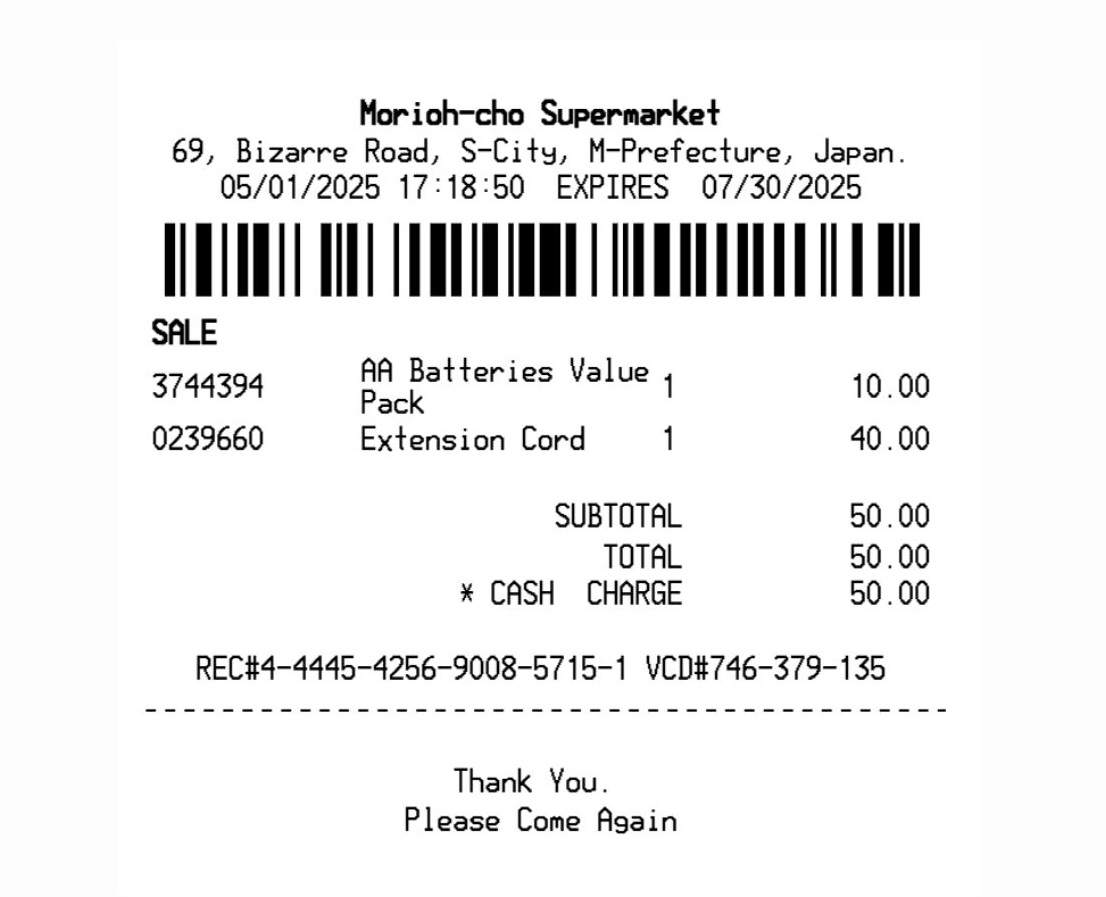 Morioh-cho Supermarket
69, Bizarre Road, S-City, M-Prefecture, Japan.
05/01/2025 17:18:50 EXPIRES 07/30/2025
SALE
3744394 AA Batteries Value Pack 1 10.00
0239660 Extension Cord 1 40.00
SUBTOTAL 50.00
TOTAL 50.00
* CASH CHARGE 50.00
REC#4-4445-4256-9008-5715-1 VCD#746-379-135
Thank You.
Please Come Again